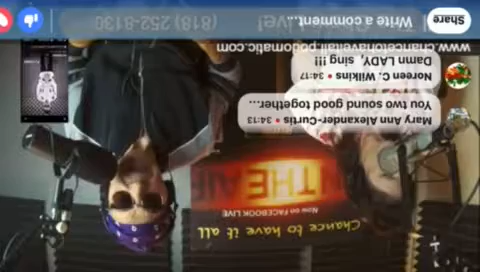 Chance to have it all
Now on FACEBOOK LIVE
THE AIR
Mary Ann Alexander-Curtis • 34:13
You two sound good together...
Noreen C. Wilkins • 34:17
Damn LADY, sing !!!
www.chancetohaveitall.podomatic.com
(818) 252-8130
live!
Write a comment...
Share